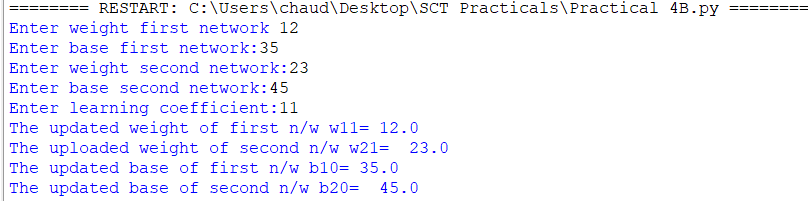 ======== RESTART: C:\Users\chaud\Desktop\SCT Practicals\Practical 4B.py ========
Enter weight first network 12
Enter base first network:35
Enter weight second network:23
Enter base second network:45
Enter learning coefficient:11
The updated weight of first n/w w11= 12.0
The uploaded weight of second n/w w21=  23.0
The updated base of first n/w b10= 35.0
The updated base of second n/w b20=  45.0